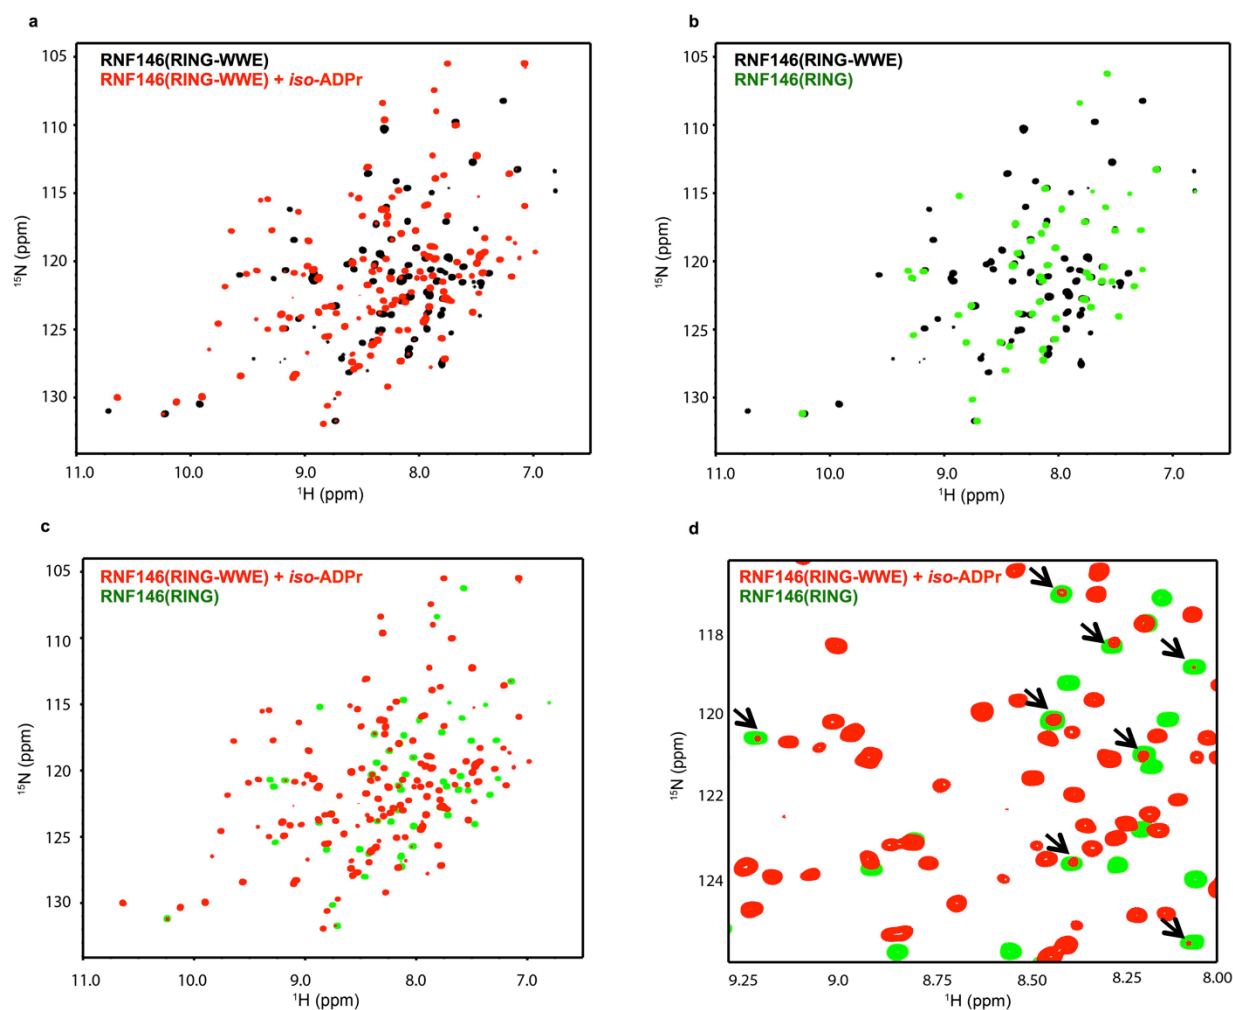 a
RNF146(RING-WWE)
RNF146(RING-WWE) + iso-ADPr
105
110
115
120
125
130
15N (ppm)
11.0 10.0 9.0 8.0 7.0
1H (ppm)
b
RNF146(RING-WWE)
RNF146(RING)
105
110
115
120
125
130
15N (ppm)
11.0 10.0 9.0 8.0 7.0
1H (ppm)
c
RNF146(RING-WWE) + iso-ADPr
RNF146(RING)
105
110
115
120
125
130
15N (ppm)
11.0 10.0 9.0 8.0 7.0
1H (ppm)
d
RNF146(RING-WWE) + iso-ADPr
RNF146(RING)
118
120
122
124
15N (ppm)
9.25 9.0 8.75 8.50 8.25 8.00
1H (ppm)